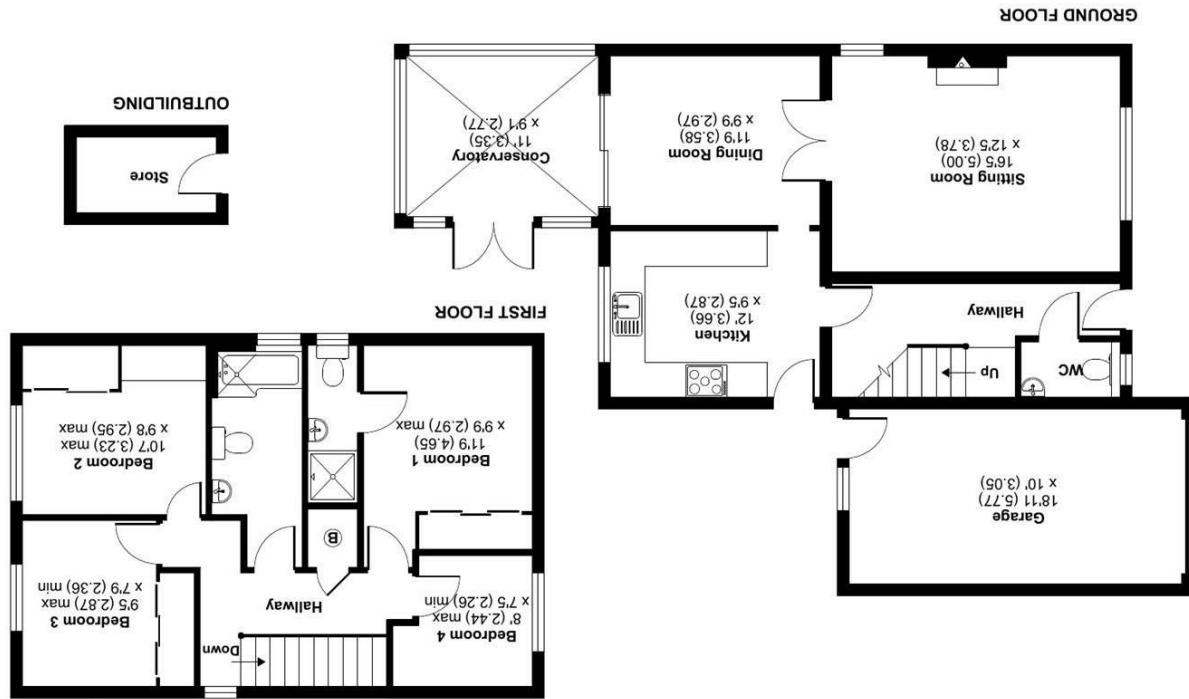 Garage
18'11 (5.77)
x 10' (3.05)
WC
Up
Hallway
Kitchen
12' (3.66)
x 9'5 (2.87)
Sitting Room
16'5 (5.00)
x 12'5 (3.78)
Dining Room
11'9 (3.58)
x 9'9 (2.97)
Conservatory
11' (3.35)
x 9'1 (2.77)
GROUND FLOOR
Bedroom 4
8' (2.44) max
x 7'5 (2.26) min
Down
Hallway
Bedroom 3
9'5 (2.87) max
x 7'9 (2.36) min
B
Bedroom 1
11'9 (4.65)
x 9'9 (2.97) max
Bedroom 2
10'7 (3.23) max
x 9'8 (2.95) max
FIRST FLOOR
Store
OUTBUILDING